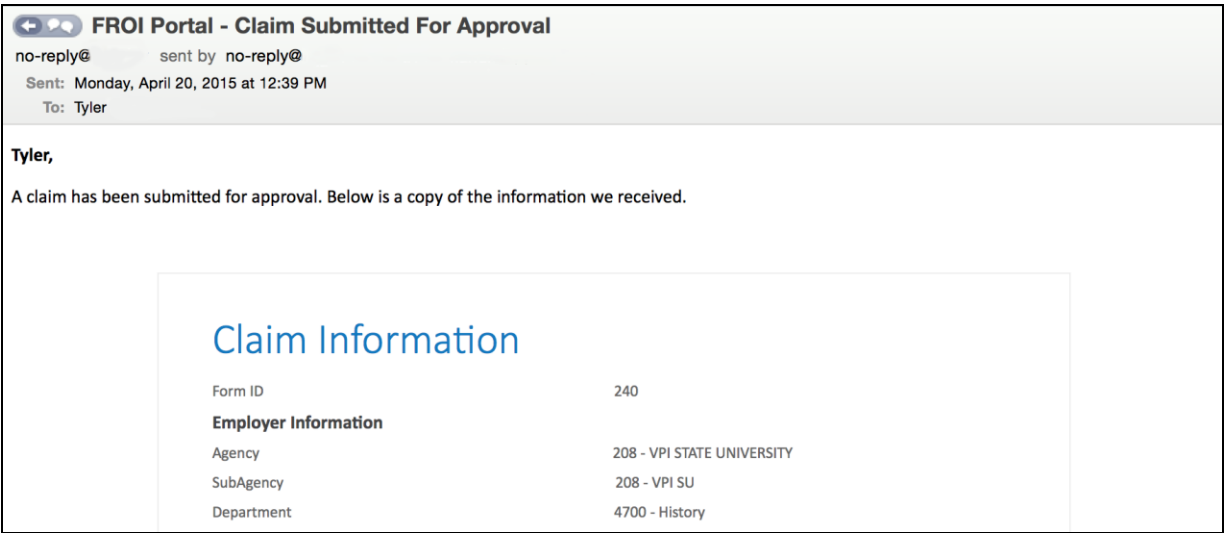 FROI Portal - Claim Submitted For Approval
no-reply@ sent by no-reply@
Sent: Monday, April 20, 2015 at 12:39 PM
To: Tyler
Tyler,
A claim has been submitted for approval. Below is a copy of the information we received.
Claim Information
Form ID 240
Employer Information
Agency 208 - VPI STATE UNIVERSITY
SubAgency 208 - VPI SU
Department 4700 - History